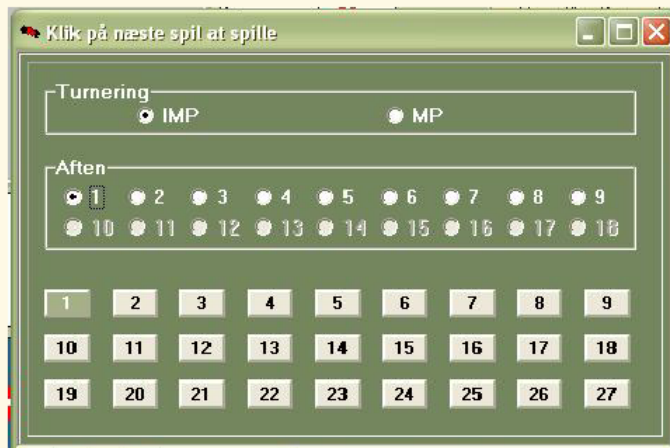 Klik på næste spil at spille
Turnering
IMP MP
Aften
1 2 3 4 5 6 7 8 9
10 11 12 13 14 15 16 17 18
1 2 3 4 5 6 7 8 9
10 11 12 13 14 15 16 17 18
19 20 21 22 23 24 25 26 27